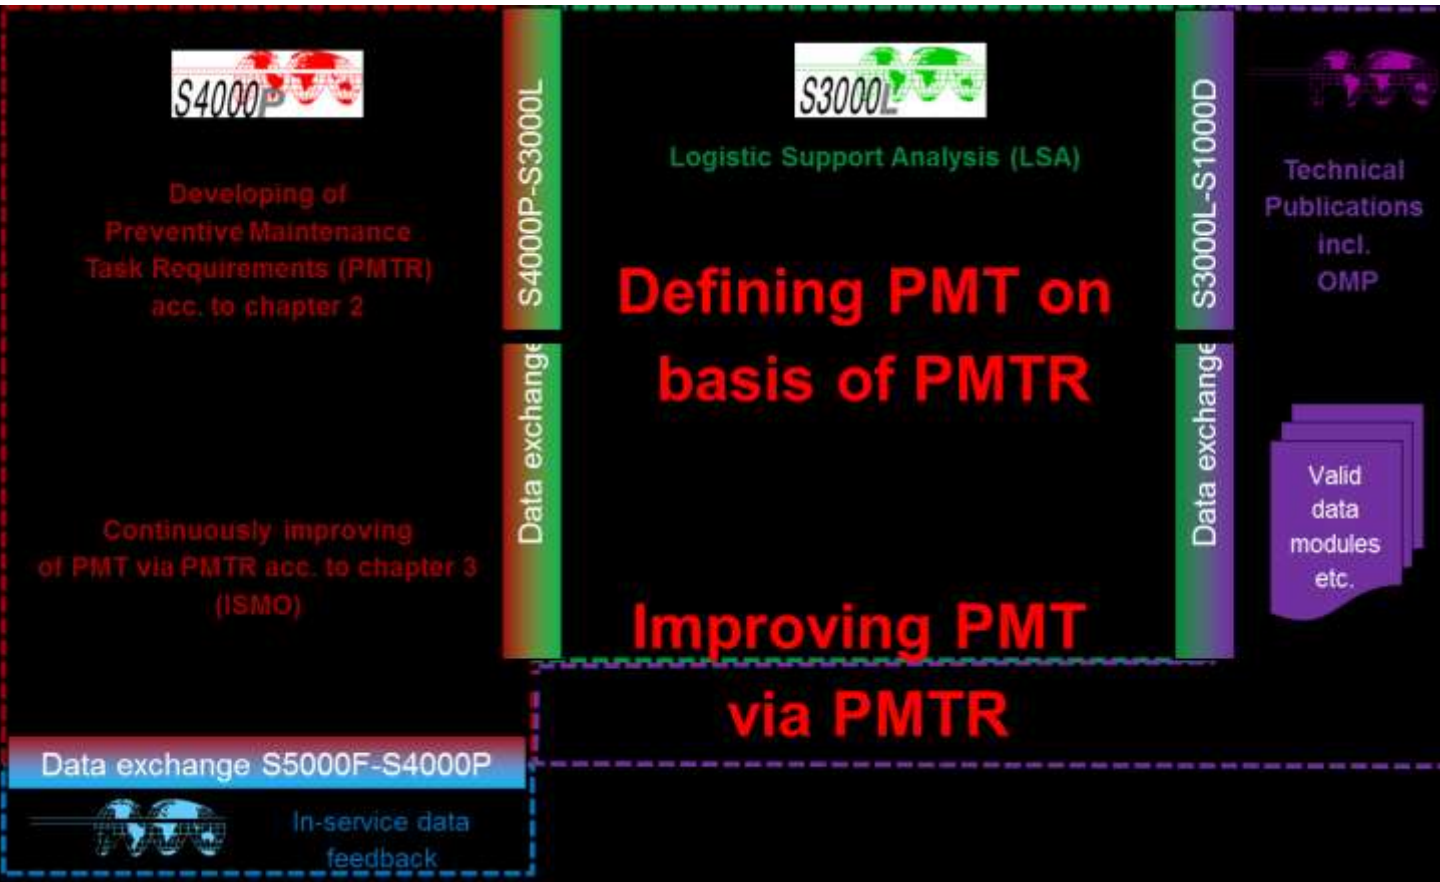 S4000P
Developing of
Preventive Maintenance
Task Requirements (PMTR)
acc. to chapter 2
Continuously improving
of PMT via PMTR acc. to chapter 3
(ISMO)
Data exchange S5000F-S4000P
In-service data
feedback
S4000P-S3000L
Data exchange
S3000L
Logistic Support Analysis (LSA)
Defining PMT on
basis of PMTR
Improving PMT
via PMTR
S3000L-S1000D
Data exchange
Technical
Publications
incl.
OMP
Valid
data
modules
etc.